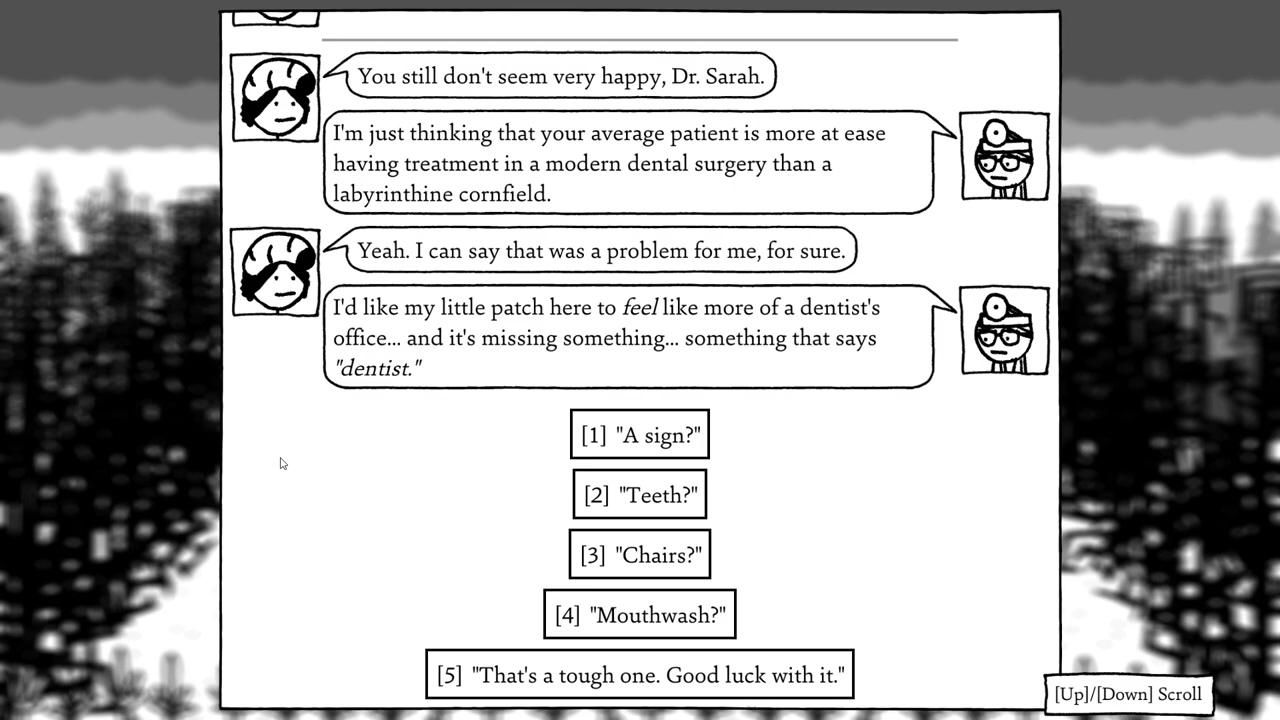 You still don't seem very happy, Dr. Sarah.
I'm just thinking that your average patient is more at ease
having treatment in a modern dental surgery than a
labyrinthine cornfield.
Yeah. I can say that was a problem for me, for sure.
I'd like my little patch here to feel like more of a dentist's
office... and it's missing something... something that says
"dentist."
[1] "A sign?"
[2] "Teeth?"
[3] "Chairs?"
[4] "Mouthwash?"
[5] "That's a tough one. Good luck with it."
[Up]/[Down] Scroll